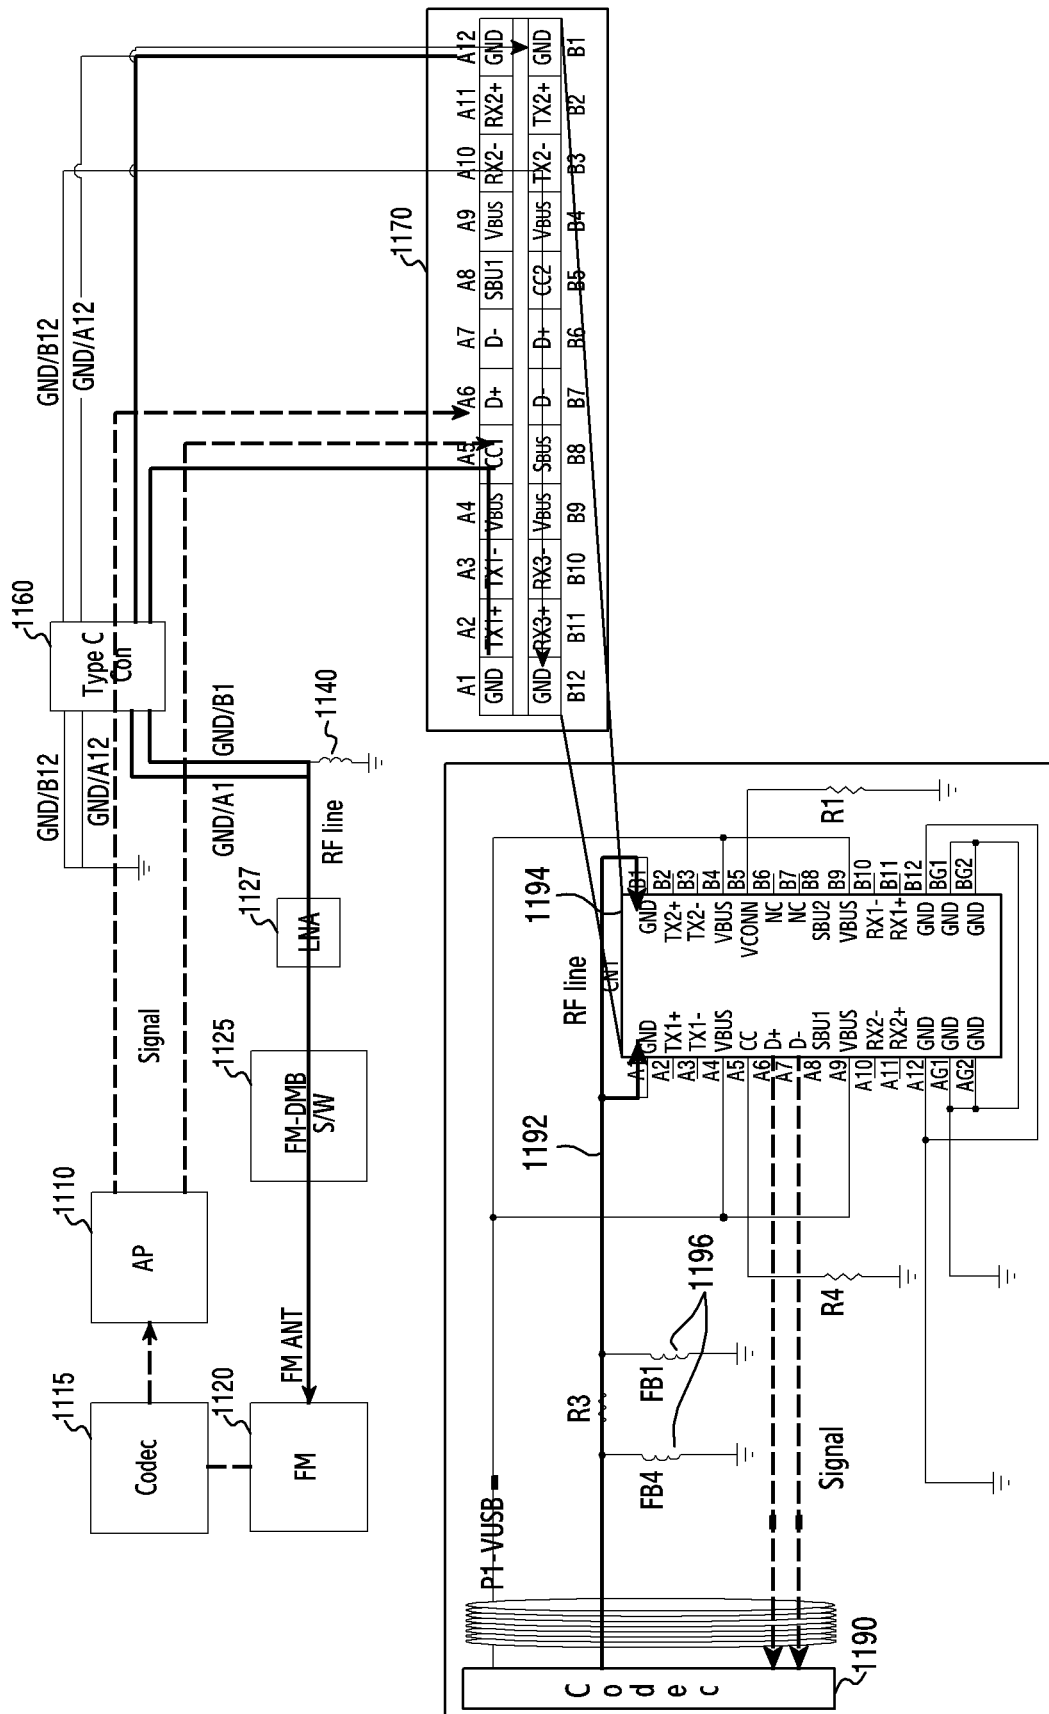 1115
Codec
1110
AP
Signal
1120
FM
FM ANT
1125
FM-DMB
S/W
1127
LNA
RF line
1140
GND/B12
GND/A12
GND/A1
GND/B1
1160
Type C
Con
GND/B12
GND/A12
1170
A1 A2 A3 A4 A5 A6 A7 A8 A9 A10 A11 A12
GND TX1+ TX1- VBUS CC1 D+ D- SBU1 VBUS RX2- RX2+ GND
GND RX3+ RX3- VBUS SBUS D- D+ CC2 VBUS TX2- TX2+ GND
B12 B11 B10 B9 B8 B7 B6 B5 B4 B3 B2 B1
1190
Codec
P1-VUSB
R3
FB4
FB1
1196
Signal
R4
1192
RF line
1194
CN1
A1 GND
A2 TX1+
A3 TX1-
A4 VBUS
A5 CC
A6 D+
A7 D-
A8 SBU1
A9 VBUS
A10 RX2-
A11 RX2+
A12 GND
AG1 GND
AG2 GND
GND B1
TX2+ B2
TX2- B3
VBUS B4
VCONN B5
NC B6
NC B7
SBU2 B8
VBUS B9
RX1- B10
RX1+ B11
GND B12
GND BG1
GND BG2
R1